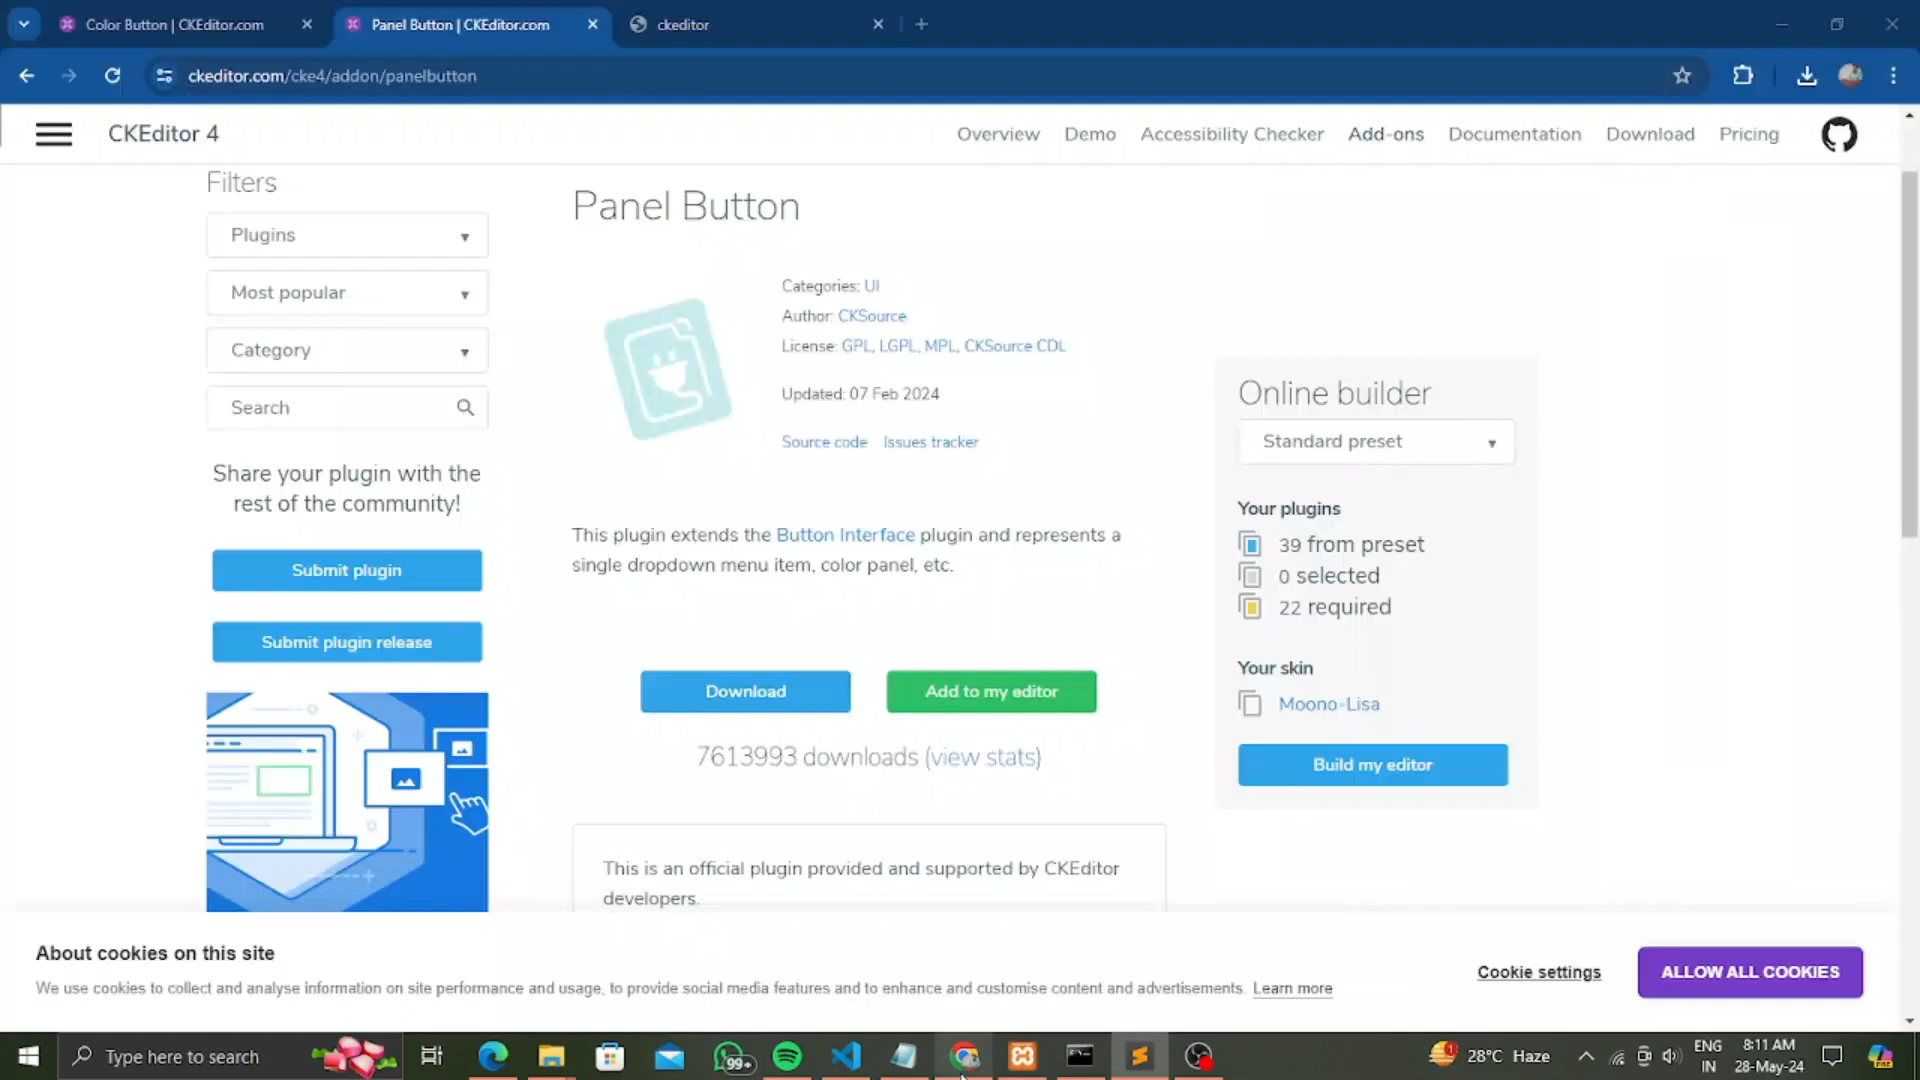 Color Button | CKEditor.com
Panel Button | CKEditor.com
ckeditor
ckeditor.com/cke4/addon/panelbutton
CKEditor 4
Overview
Demo
Accessibility Checker
Add-ons
Documentation
Download
Pricing
Filters
Plugins
Most popular
Category
Search
Share your plugin with the
rest of the community!
Submit plugin
Submit plugin release
Panel Button
Categories: UI
Author: CKSource
License: GPL, LGPL, MPL, CKSource CDL
Updated: 07 Feb 2024
Source code Issues tracker
This plugin extends the Button Interface plugin and represents a
single dropdown menu item, color panel, etc.
Download
Add to my editor
7613993 downloads (view stats)
This is an official plugin provided and supported by CKEditor
developers.
Online builder
Standard preset
Your plugins
39 from preset
0 selected
22 required
Your skin
Moono-Lisa
Build my editor
About cookies on this site
We use cookies to collect and analyse information on site performance and usage, to provide social media features and to enhance and customise content and advertisements. Learn more
Cookie settings
ALLOW ALL COOKIES
Type here to search
99+
1
28°C Haze
ENG
IN
8:11 AM
28-May-24